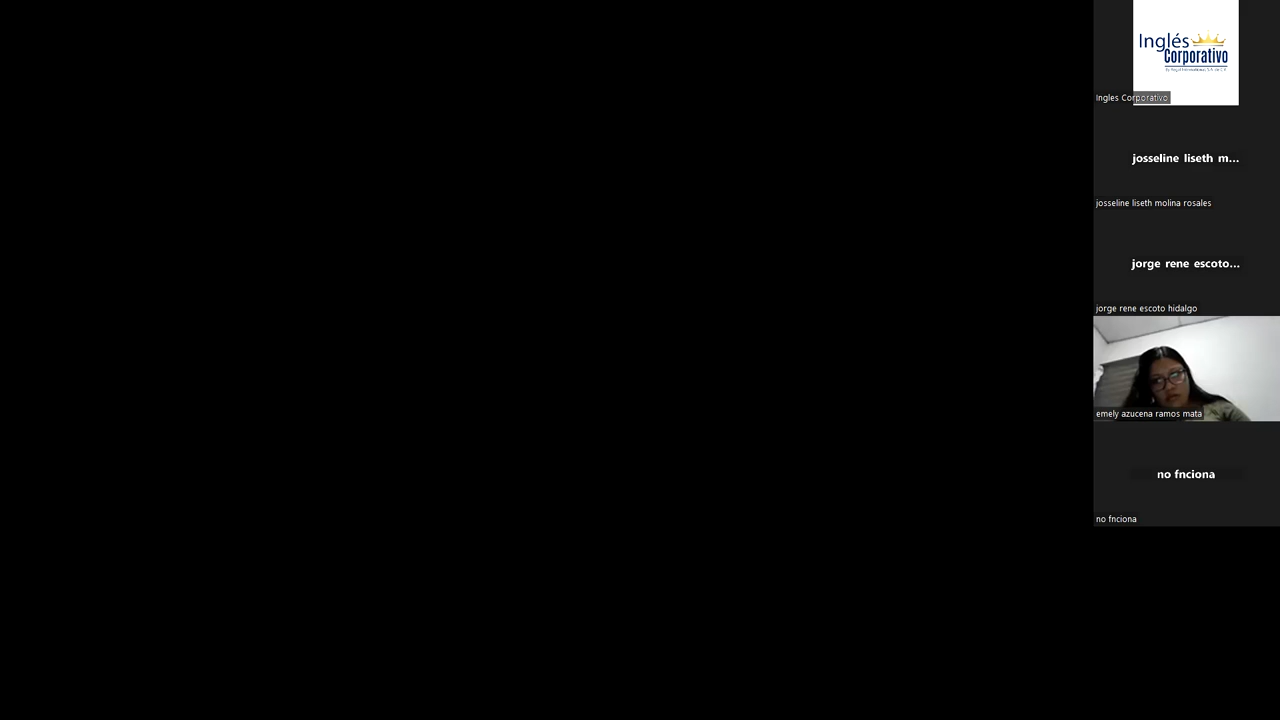 Inglés
Corporativo
Ingles Corporativo
josseline liseth m...
josseline liseth molina rosales
jorge rene escoto...
jorge rene escoto hidalgo
emely azucena ramos mata
no fnciona
no fnciona